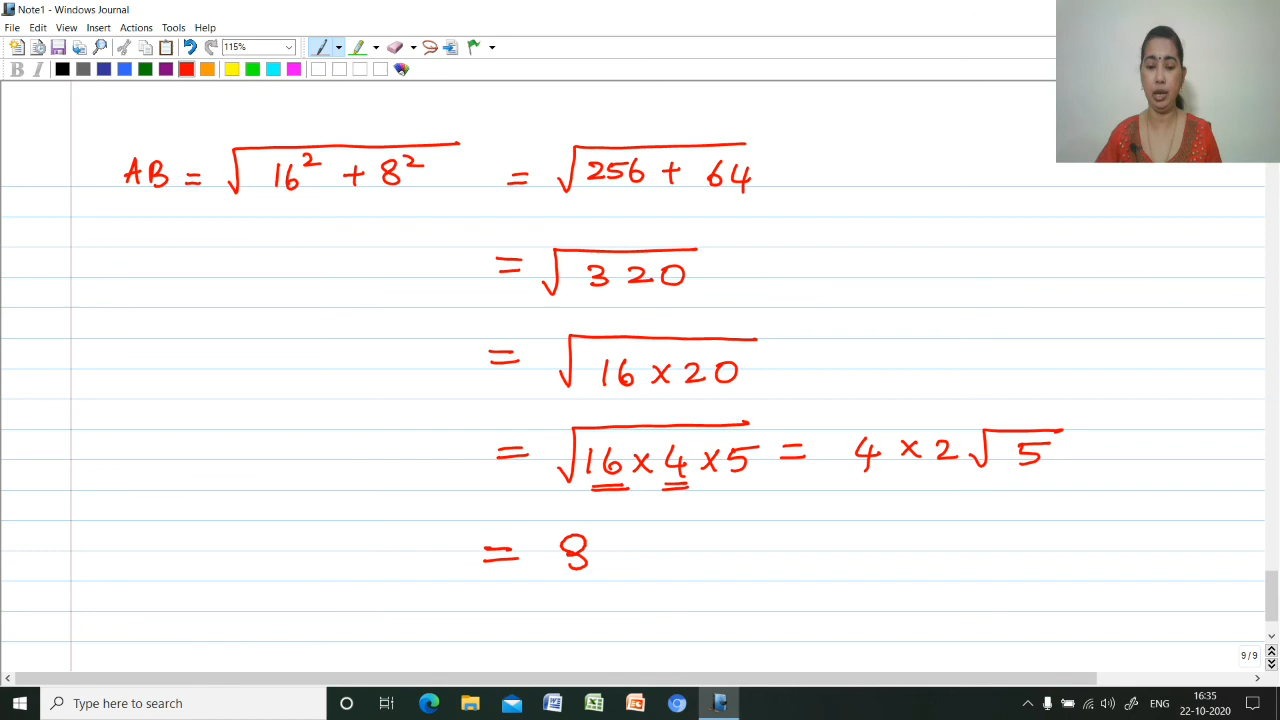 Note1 - Windows Journal
File Edit View Insert Actions Tools Help
115%
B I
AB = √(16² + 8²) = √(256 + 64)
= √320
= √(16 × 20)
= √(16 × 4 × 5) = 4 × 2 √5
= 8
9 / 9
Type here to search
ENG
16:35
22-10-2020